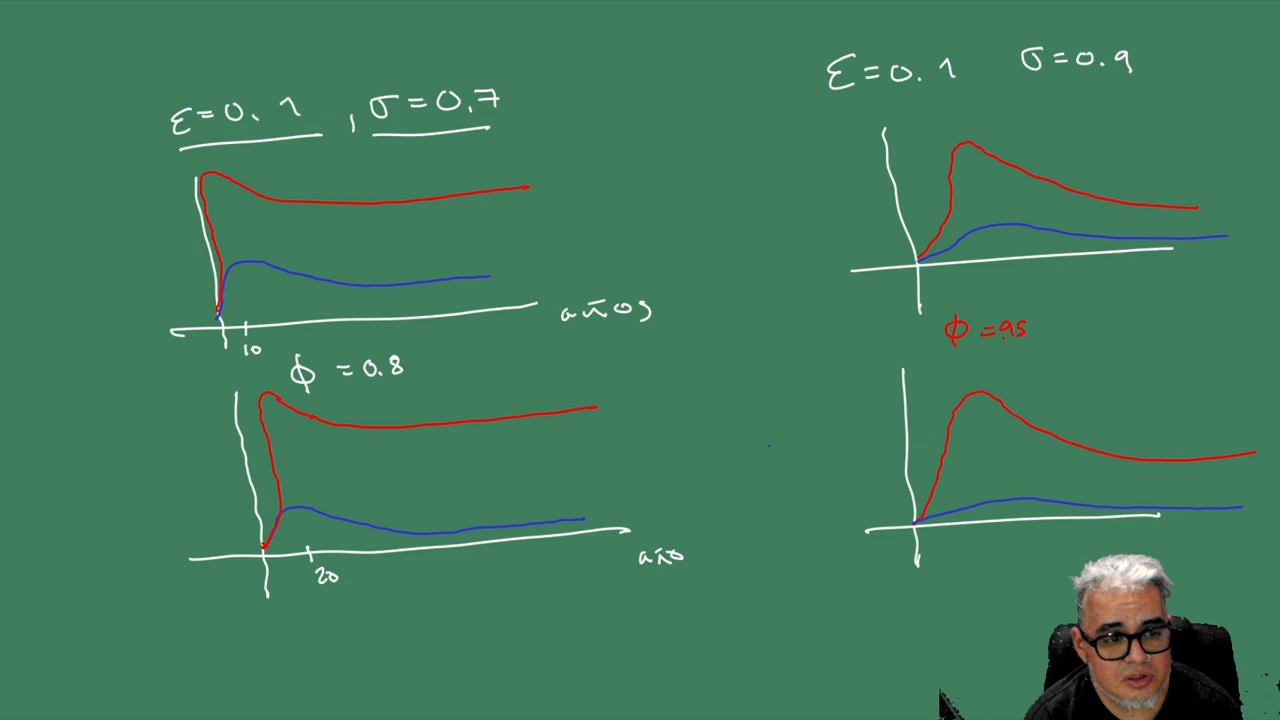 ε=0.1 , σ=0.7
años
10
ϕ =0.8
20
año
ε=0.1 σ=0.9
ϕ =.95